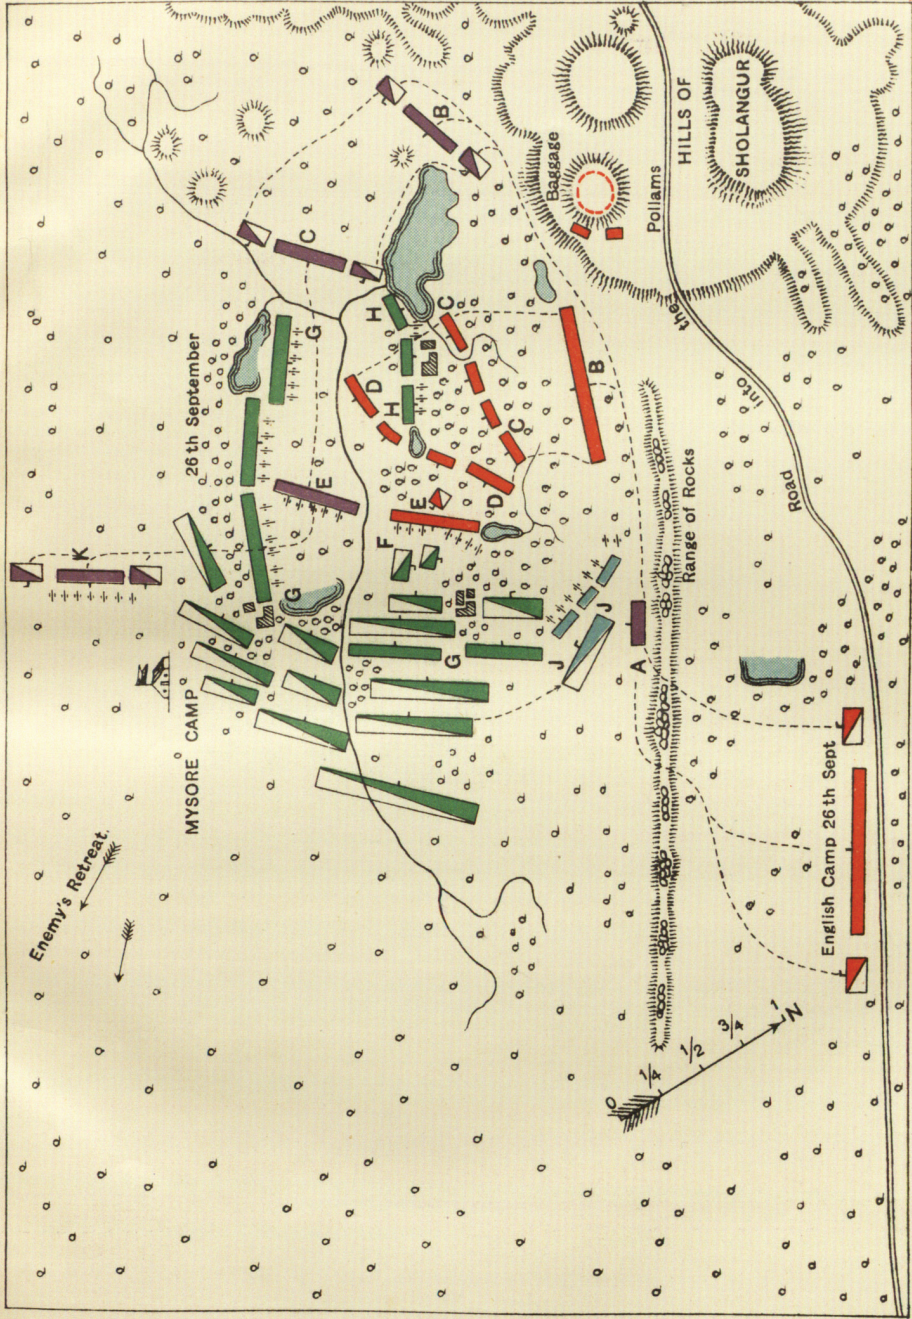 Enemy's Retreat.
MYSORE CAMP
26th September
K
E
G
G
C
B
H
H
D
C
C
D
E
F
G
J
J
A
B
Range of Rocks
Baggage
HILLS OF
SHOLANGUR
Road into the Pollams
English Camp 26th Sept
0 1/4 1/2 3/4 1
N